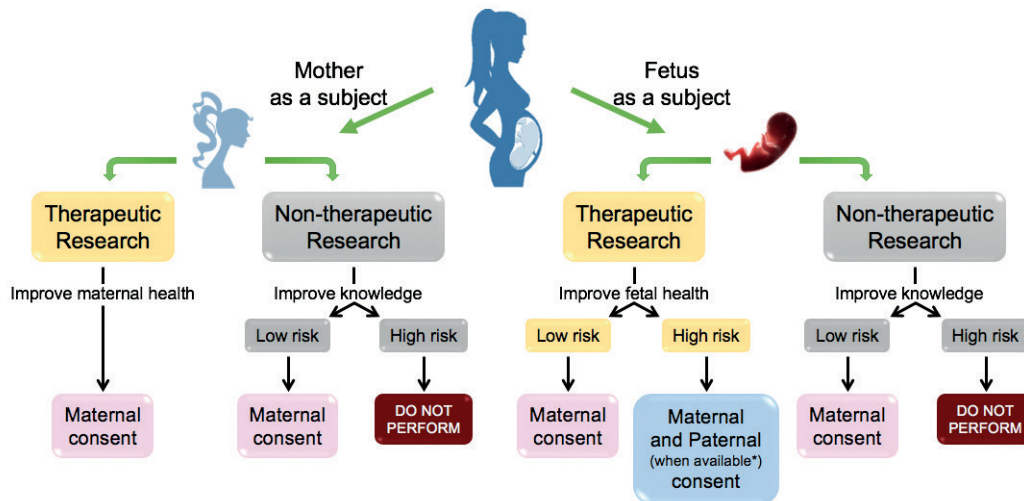 Mother
as a subject
Fetus
as a subject
Therapeutic
Research
Non-therapeutic
Research
Therapeutic
Research
Non-therapeutic
Research
Improve maternal health
Improve knowledge
Improve fetal health
Improve knowledge
Low risk
High risk
Low risk
High risk
Low risk
High risk
Maternal
consent
Maternal
consent
DO NOT
PERFORM
Maternal
consent
Maternal
and Paternal
(when available*)
consent
Maternal
consent
DO NOT
PERFORM